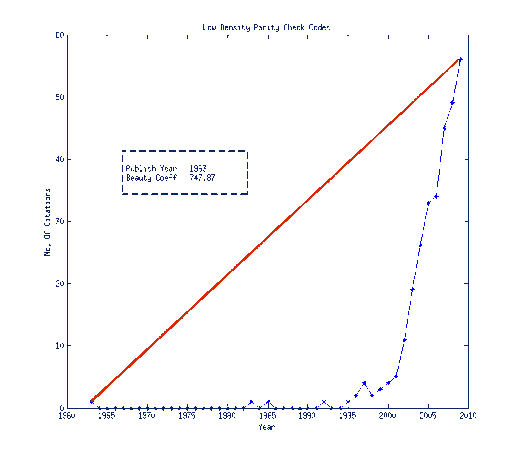 Low Density Parity Check Codes
60
50
40
30
20
10
0
No. Of Citations
Publish Year 1963
Beauty Coeff 747.87
1960 1965 1970 1975 1980 1985 1990 1995 2000 2005 2010
Year